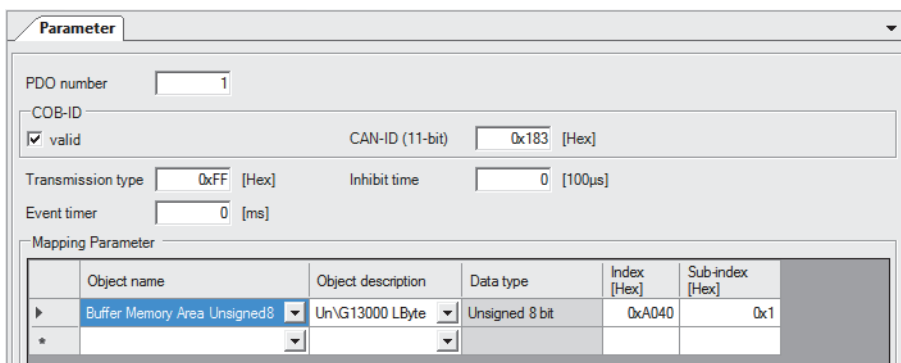 Parameter
PDO number 1
COB-ID
valid CAN-ID (11-bit) 0x183 [Hex]
Transmission type 0xFF [Hex] Inhibit time 0 [100µs]
Event timer 0 [ms]
Mapping Parameter
Object name Object description Data type Index [Hex] Sub-index [Hex]
Buffer Memory Area Unsigned8 Un\G13000 LByte Unsigned 8 bit 0xA040 0x1
*